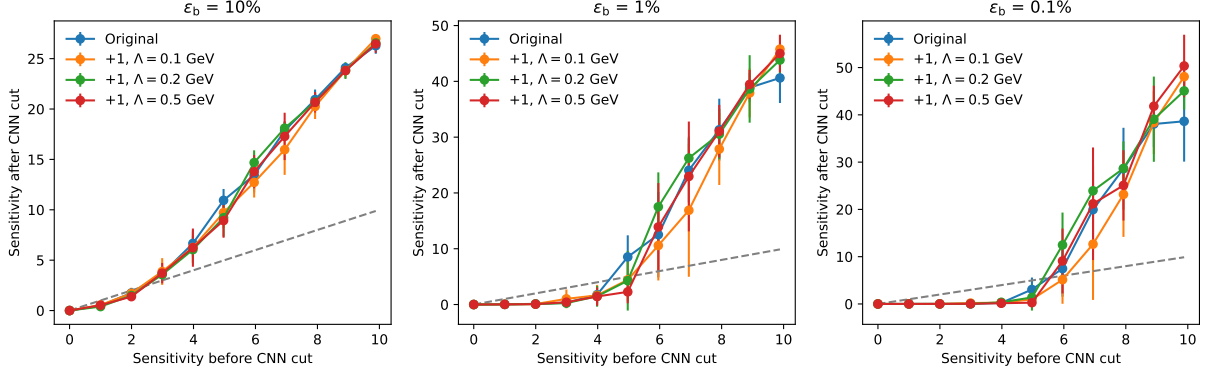 ε_b = 10%
Original
+1, Λ = 0.1 GeV
+1, Λ = 0.2 GeV
+1, Λ = 0.5 GeV
Sensitivity after CNN cut
25
20
15
10
5
0
0 2 4 6 8 10
Sensitivity before CNN cut
ε_b = 1%
Original
+1, Λ = 0.1 GeV
+1, Λ = 0.2 GeV
+1, Λ = 0.5 GeV
Sensitivity after CNN cut
50
40
30
20
10
0
0 2 4 6 8 10
Sensitivity before CNN cut
ε_b = 0.1%
Original
+1, Λ = 0.1 GeV
+1, Λ = 0.2 GeV
+1, Λ = 0.5 GeV
Sensitivity after CNN cut
50
40
30
20
10
0
0 2 4 6 8 10
Sensitivity before CNN cut